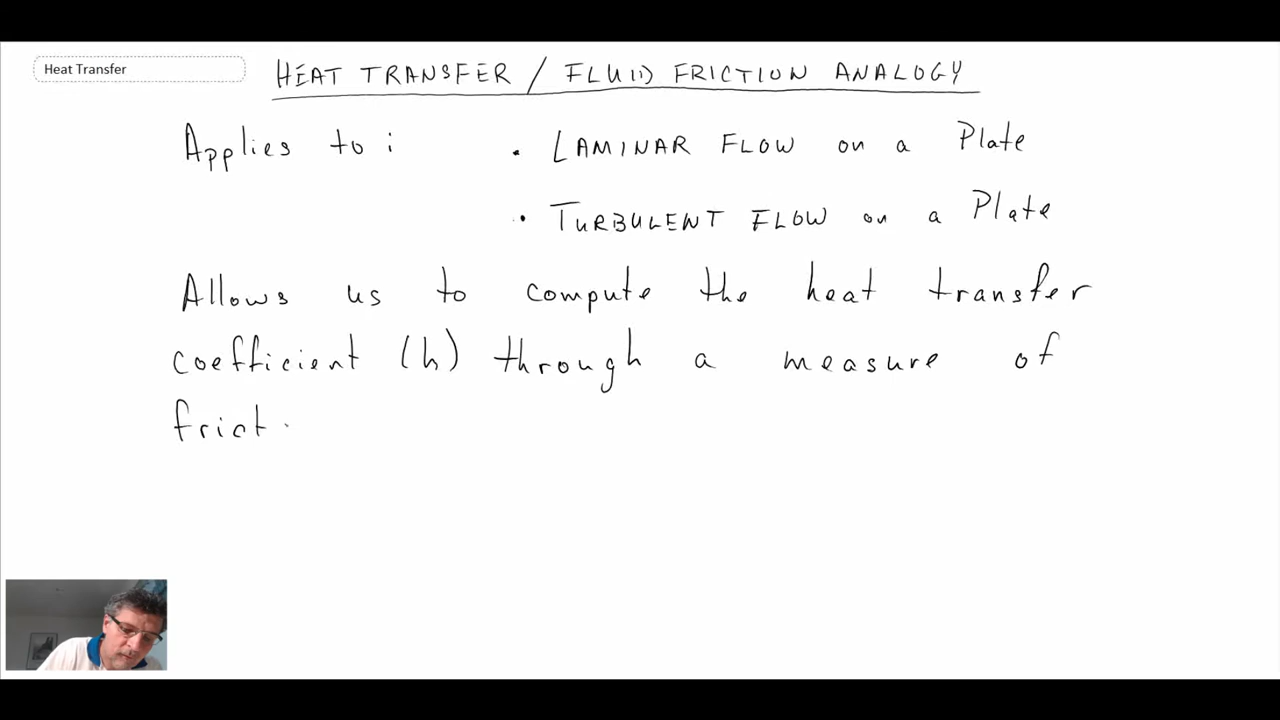 Heat Transfer
HEAT TRANSFER / FLUID FRICTION ANALOGY
Applies to : • LAMINAR FLOW on a Plate
• TURBULENT FLOW on a Plate
Allows us to compute the heat transfer
coefficient (h) through a measure of
frict